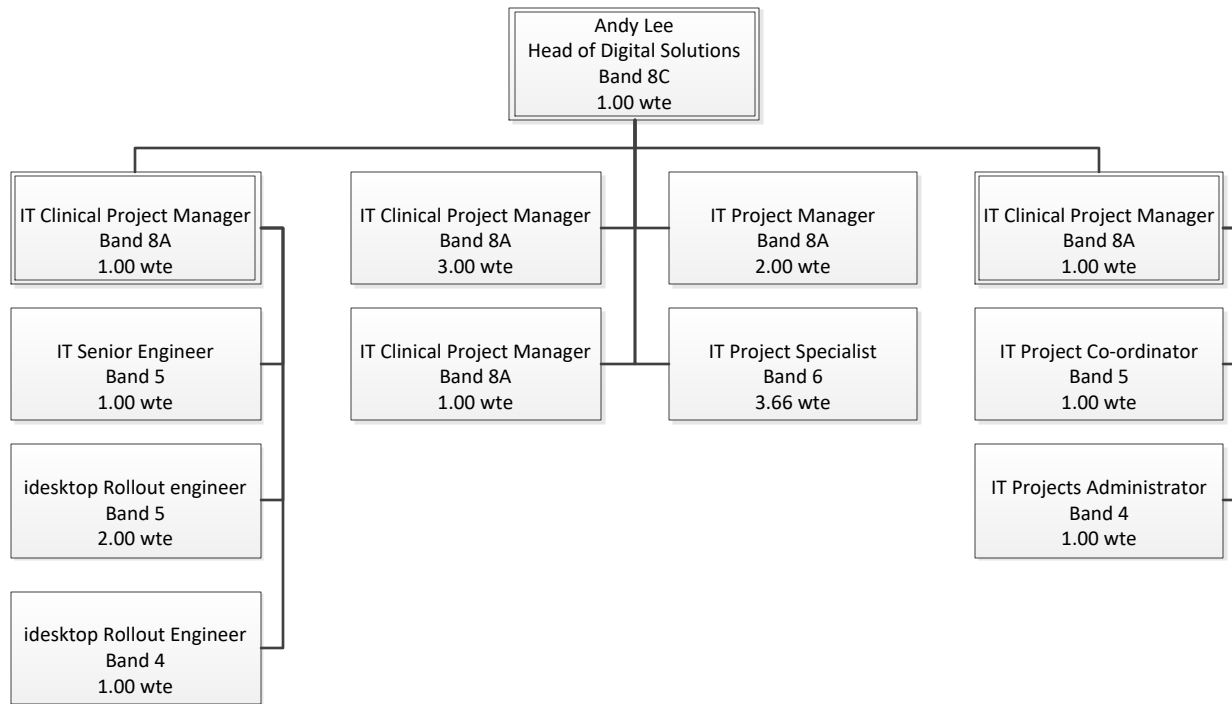 Andy Lee
Head of Digital Solutions
Band 8C
1.00 wte
IT Clinical Project Manager
Band 8A
1.00 wte
IT Clinical Project Manager
Band 8A
3.00 wte
IT Project Manager
Band 8A
2.00 wte
IT Clinical Project Manager
Band 8A
1.00 wte
IT Senior Engineer
Band 5
1.00 wte
IT Clinical Project Manager
Band 8A
1.00 wte
IT Project Specialist
Band 6
3.66 wte
IT Project Co-ordinator
Band 5
1.00 wte
idesktop Rollout engineer
Band 5
2.00 wte
IT Projects Administrator
Band 4
1.00 wte
idesktop Rollout Engineer
Band 4
1.00 wte